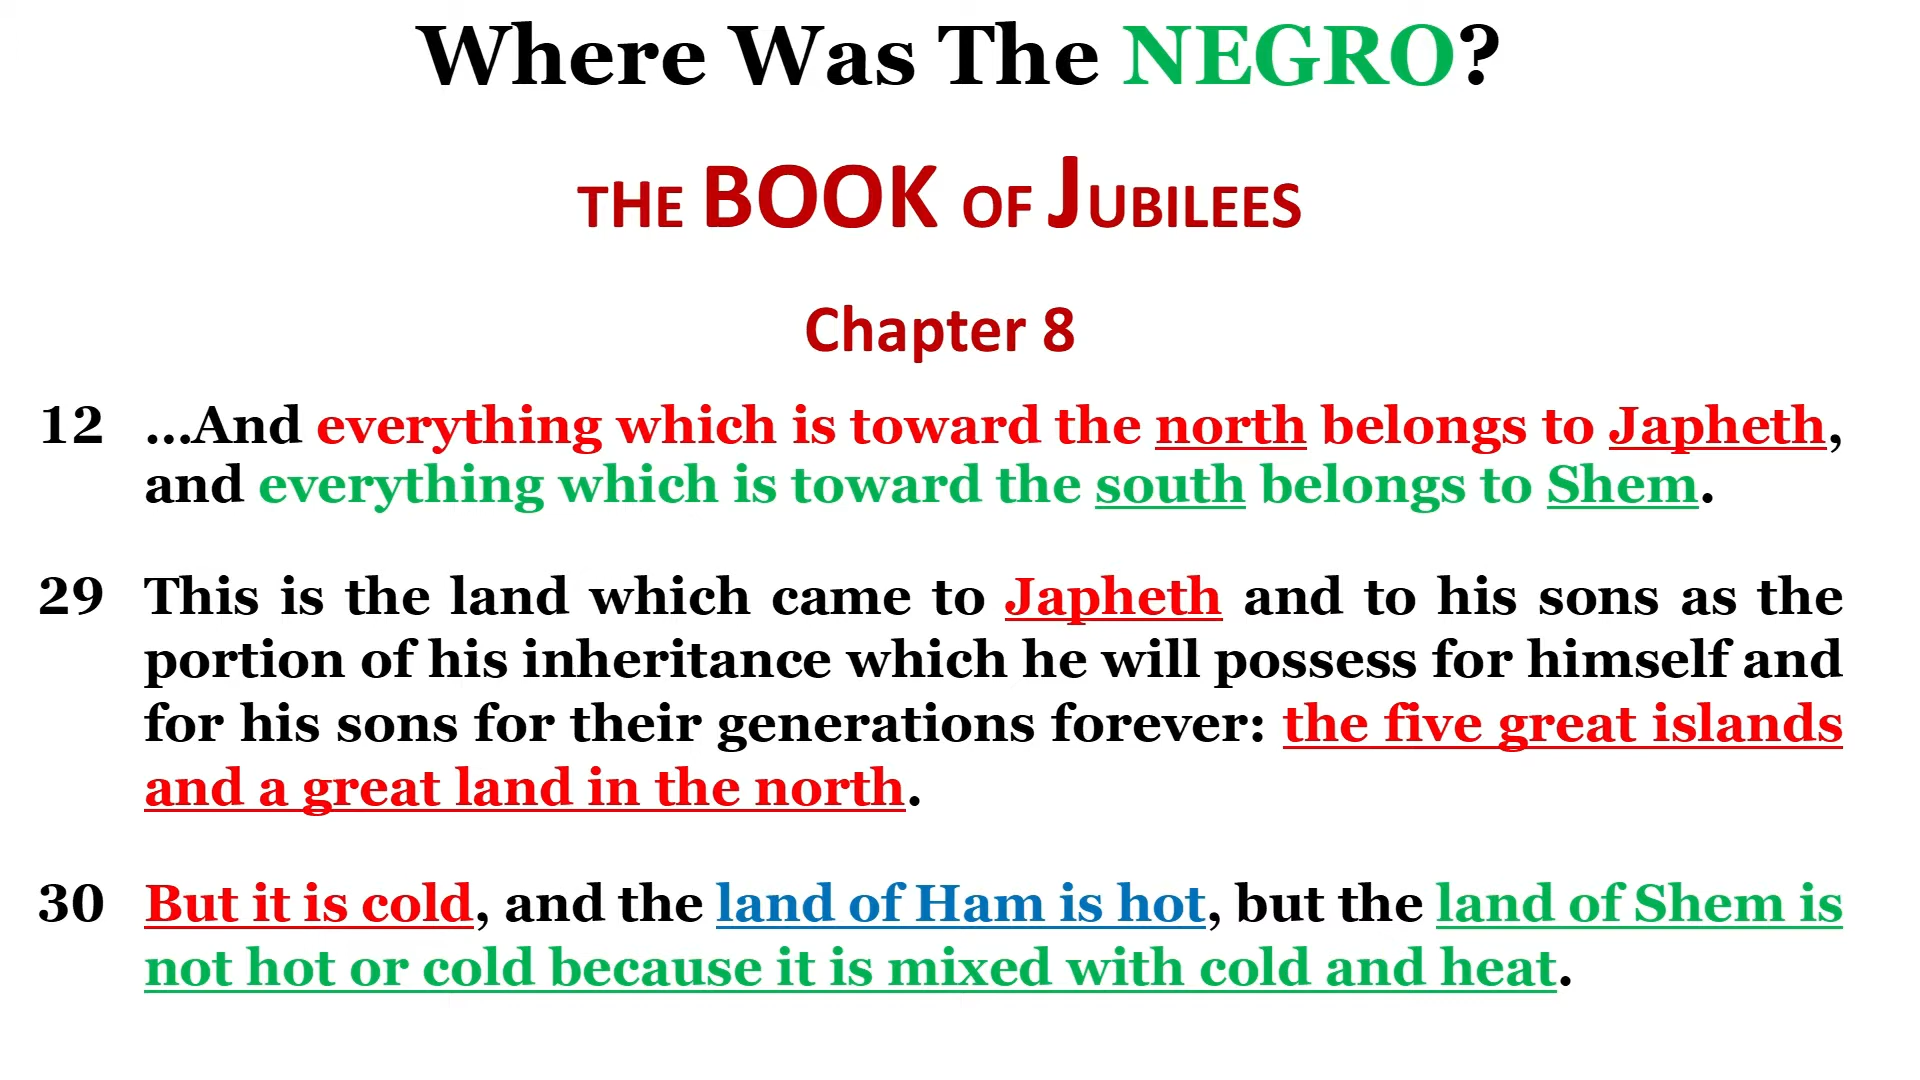 Where Was The NEGRO?
THE BOOK OF JUBILEES
Chapter 8
12 ...And everything which is toward the north belongs to Japheth,
and everything which is toward the south belongs to Shem.
29 This is the land which came to Japheth and to his sons as the
portion of his inheritance which he will possess for himself and
for his sons for their generations forever: the five great islands
and a great land in the north.
30 But it is cold, and the land of Ham is hot, but the land of Shem is
not hot or cold because it is mixed with cold and heat.